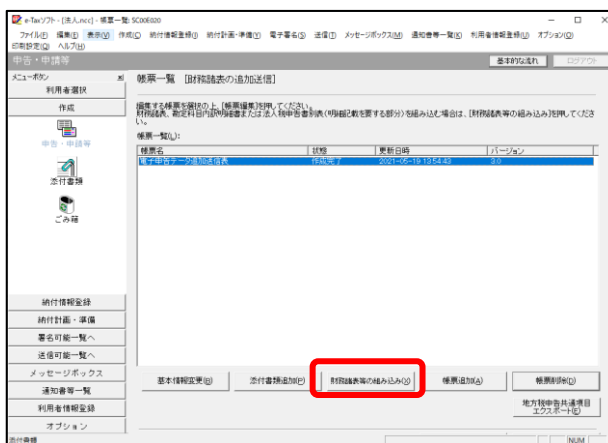 e-Taxソフト - [法人.ncc] - 帳票一覧: SC00E020
ファイル(F) 編集(E) 表示(V) 作成(C) 納付情報登録(I) 納付計画・準備(Y) 電子署名(S) 送信(T) メッセージボックス(M) 通知書等一覧(K) 利用者情報登録(U) オプション(O)
印刷設定(Q) ヘルプ(H)
申告・申請等 基本的な流れ ログアウト
メニューボタン x
利用者選択
作成
申告・申請等
添付書類
ごみ箱
納付情報登録
納付計画・準備
署名可能一覧へ
送信可能一覧へ
メッセージボックス
通知書等一覧
利用者情報登録
オプション
帳票一覧 [財務諸表の追加送信]
編集する帳票を選択の上、[帳票編集]を押してください。
財務諸表、勘定科目内訳明細書または法人税申告書別表(明細記載を要する部分)を組み込む場合は、[財務諸表等の組み込み]を押してくださ
い。
帳票一覧(L):
帳票名 状態 更新日時 バージョン
電子申告データ追加送信表 作成完了 2021-05-19 13:54:43 3.0
基本情報変更(B) 添付書類追加(P) 財務諸表等の組み込み(X) 帳票追加(A) 帳票削除(D)
地方税申告共通項目
エクスポート(E)
添付書類 NUM